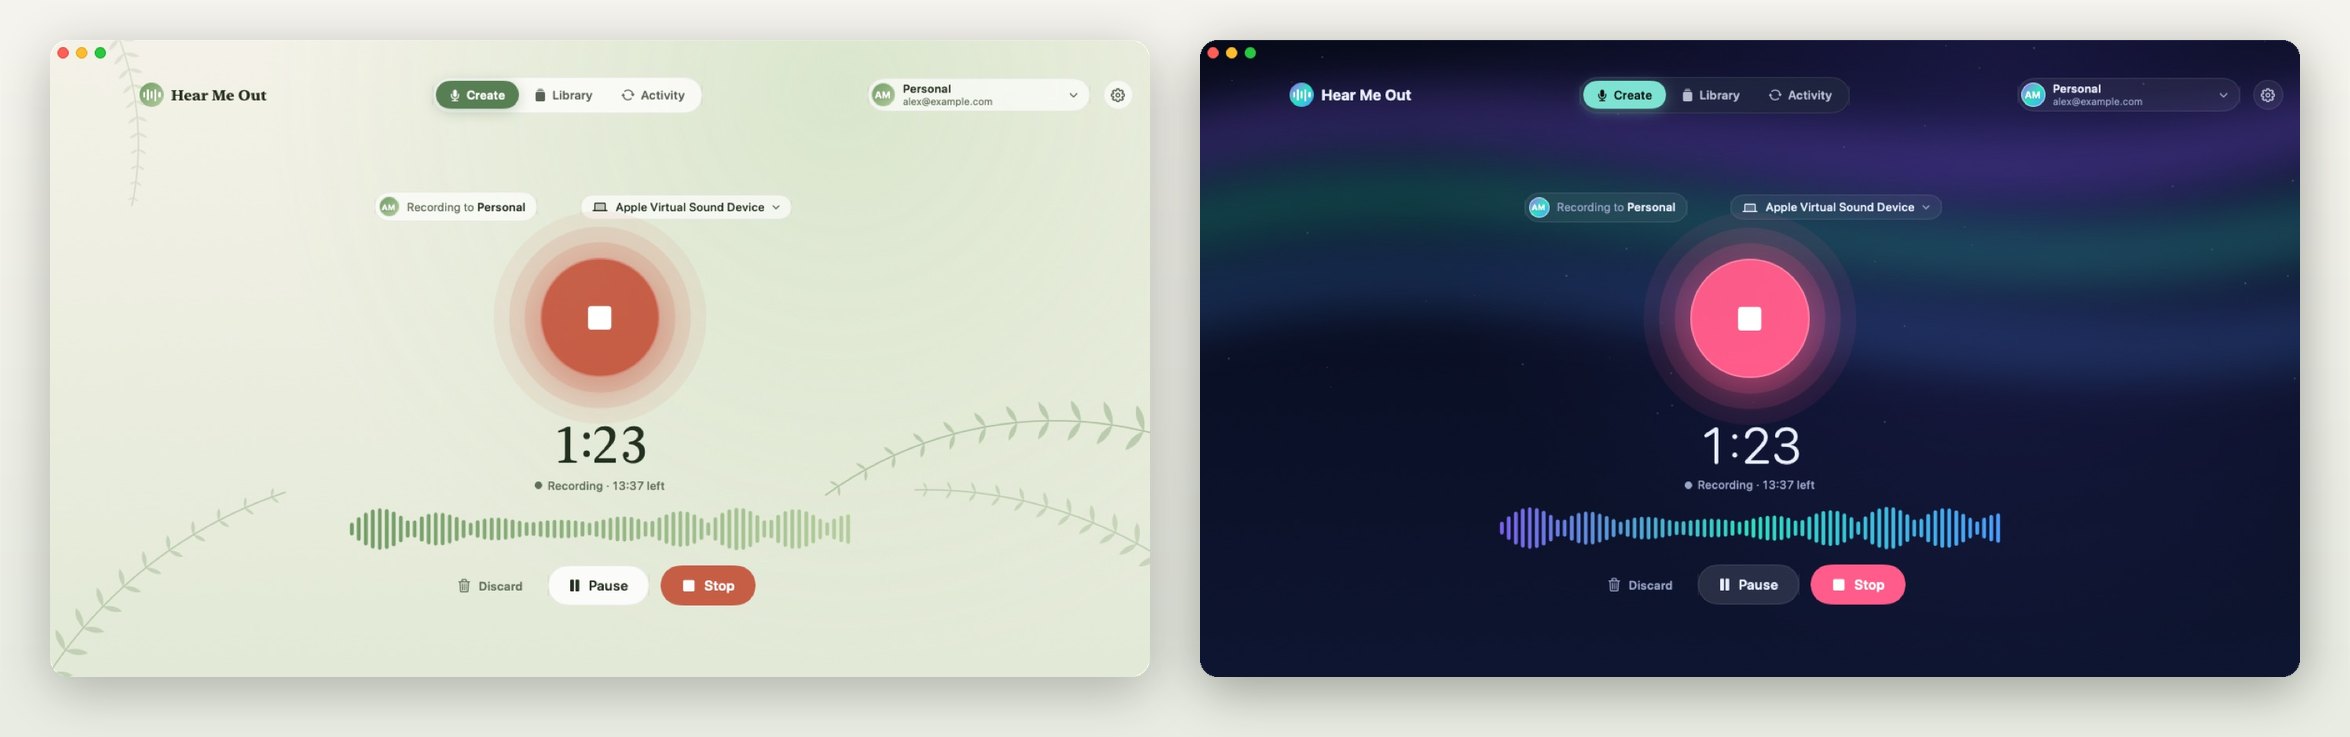 Hear Me Out
Create
Library
Activity
AM
Personal
alex@example.com
AM Recording to Personal
Apple Virtual Sound Device
1:23
Recording · 13:37 left
Discard
Pause
Stop
Hear Me Out
Create
Library
Activity
AM
Personal
alex@example.com
AM Recording to Personal
Apple Virtual Sound Device
1:23
Recording · 13:37 left
Discard
Pause
Stop